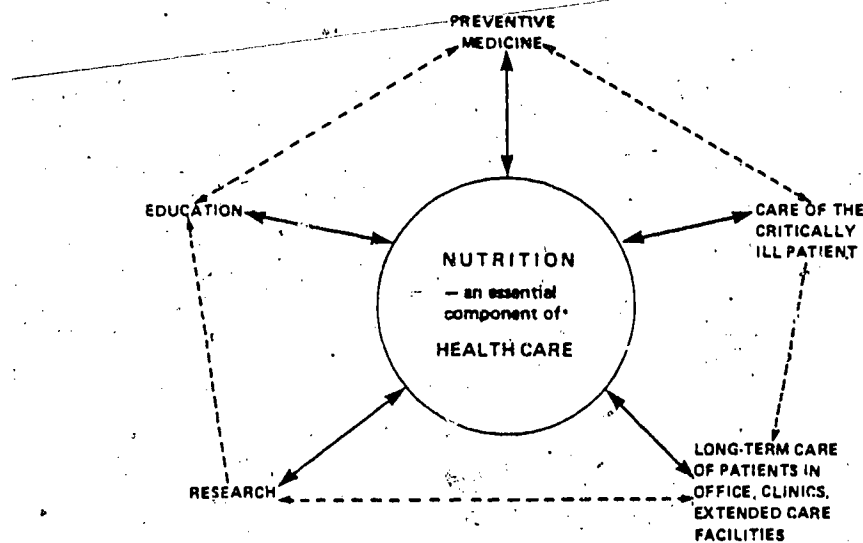 PREVENTIVE
MEDICINE
EDUCATION
CARE OF THE
CRITICALLY
ILL PATIENT
NUTRITION
— an essential
component of
HEALTH CARE
RESEARCH
LONG-TERM CARE
OF PATIENTS IN
OFFICE, CLINICS,
EXTENDED CARE
FACILITIES